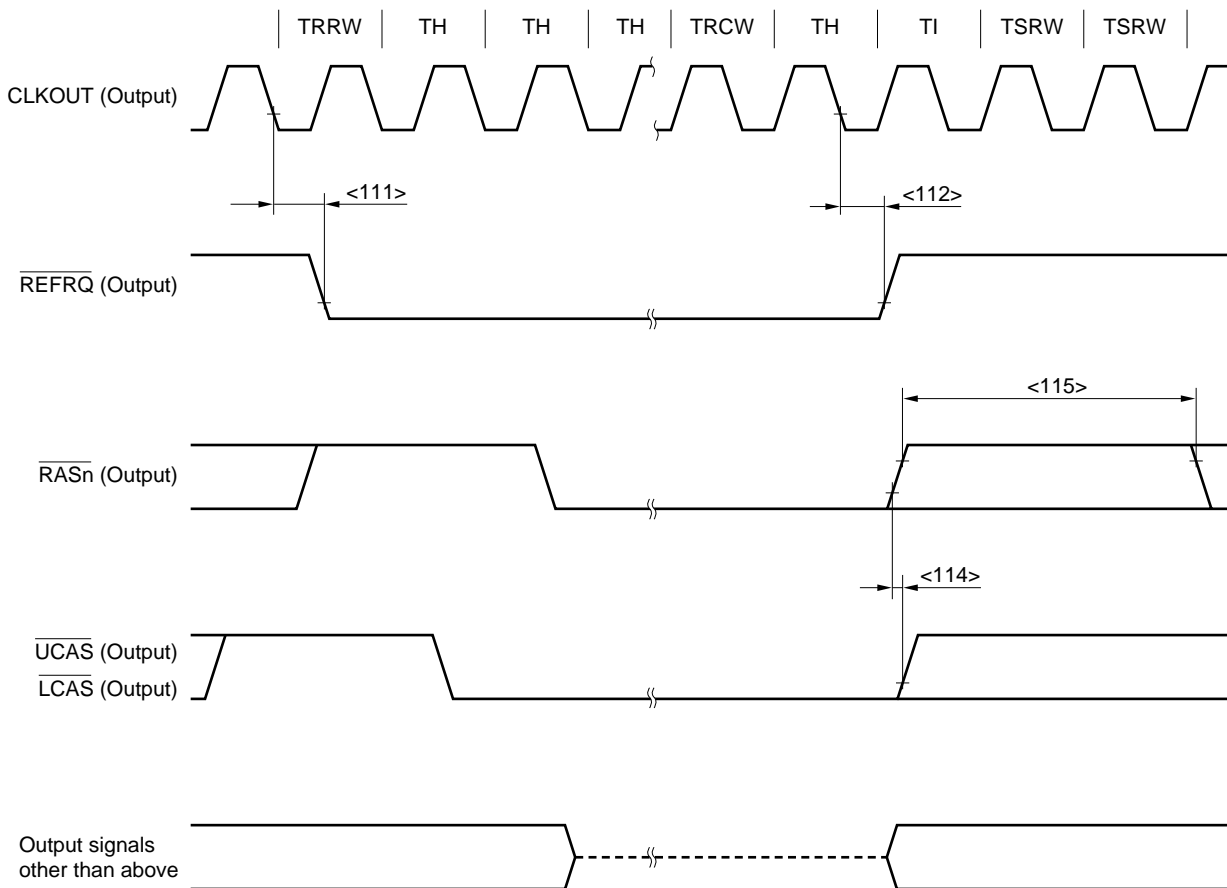 TRRW TH TH TH TRCW TH TI TSRW TSRW
CLKOUT (Output)
<111> <112>
REFRQ (Output)
<115>
RASn (Output)
<114>
UCAS (Output)
LCAS (Output)
Output signals
other than above